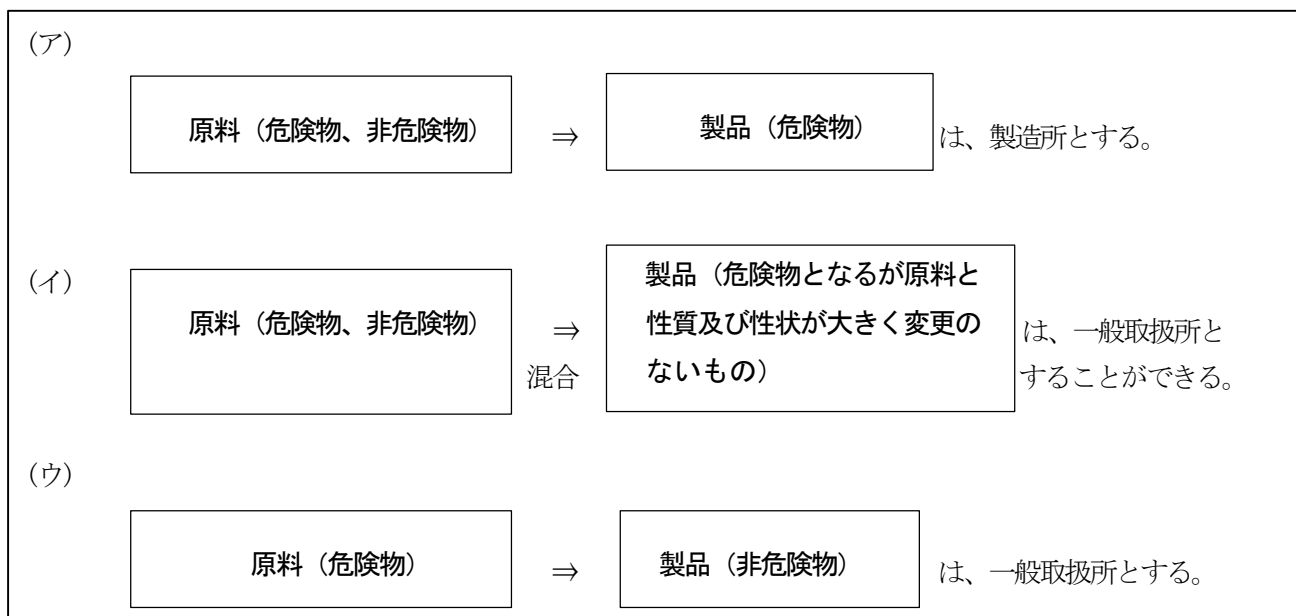 (ア)
原料(危険物、非危険物) ⇒ 製品(危険物) は、製造所とする。
(イ)
原料(危険物、非危険物) ⇒ 混合
製品(危険物となるが原料と
性質及び性状が大きく変更の
ないもの)
は、一般取扱所と
することができる。
(ウ)
原料(危険物) ⇒ 製品(非危険物) は、一般取扱所とする。